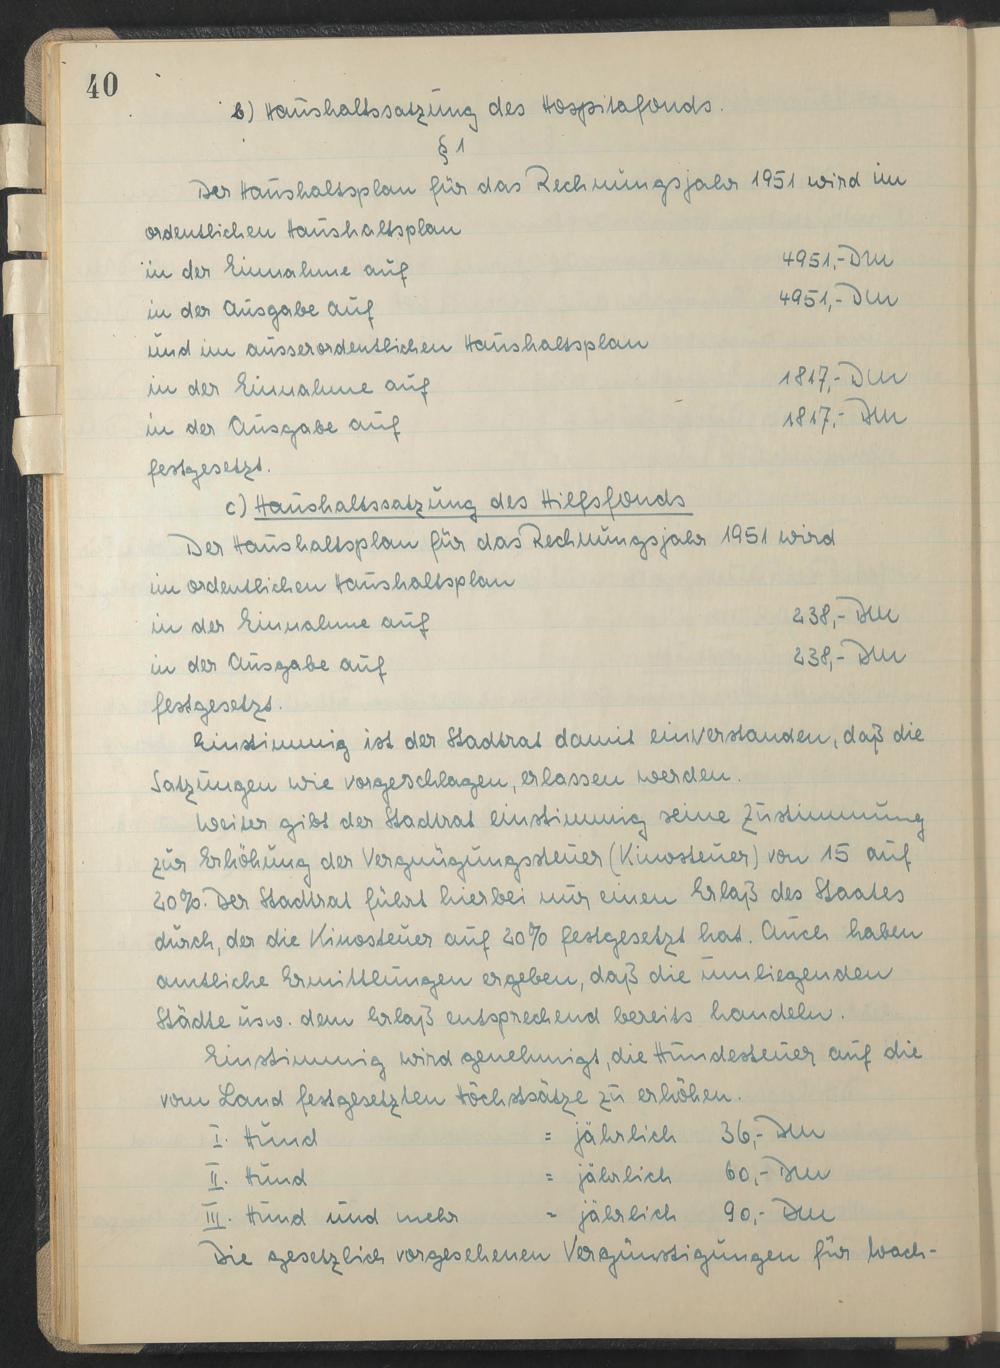 40
b) Haushaltssatzung des Hospitafonds.
§ 1
Der Haushaltsplan für das Rechnungsjahr 1951 wird im
ordentlichen Haushaltsplan
in der Einnahme auf 4951,- DM
in der Ausgabe auf 4951,- DM
und im ausserordentlichen Haushaltsplan
in der Einnahme auf 1817,- DM
in der Ausgabe auf 1817,- DM
festgesetzt.
c) Haushaltssatzung des Hilfsfonds
Der Haushaltsplan für das Rechnungsjahr 1951 wird
im ordentlichen Haushaltsplan
in der Einnahme auf 238,- DM
in der Ausgabe auf 238,- DM
festgesetzt.
Einstimmig ist der Stadtrat damit einverstanden, daß die
Satzungen wie vorgeschlagen, erlassen werden.
Weiter gibt der Stadtrat einstimmig seine Zustimmung
zur Erhöhung der Vergnügungssteuer (Kinosteuer) von 15 auf
20%. Der Stadtrat führt hierbei nur einen Erlaß des Staates
durch, der die Kinosteuer auf 20% festgesetzt hat. Auch haben
amtliche Ermittlungen ergeben, daß die umliegenden
Städte usw. dem Erlaß entsprechend bereits handeln.
Einstimmig wird genehmigt, die Hundesteuer auf die
vom Land festgesetzten Höchstsätze zu erhöhen.
I. Hund = jährlich 36,- DM
II. Hund = jährlich 60,- DM
III. Hund und mehr = jährlich 90,- DM
Die gesetzlich vorgesehenen Vergünstigungen für Wach-